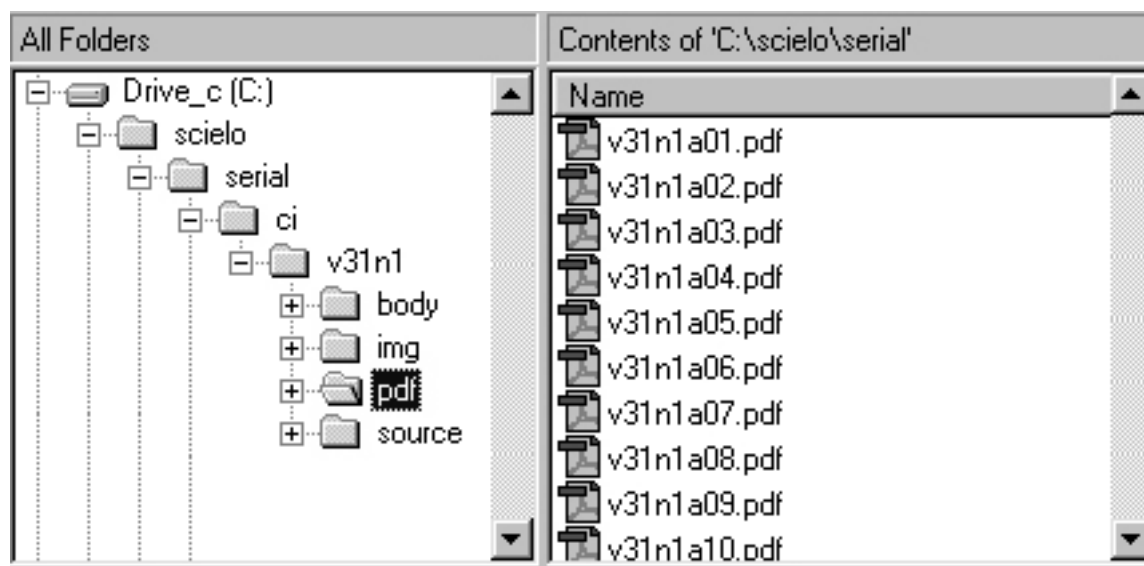 All Folders
Drive_c (C:)
scielo
serial
ci
v31n1
body
img
pdf
source
Contents of 'C:\scielo\serial'
Name
v31n1a01.pdf
v31n1a02.pdf
v31n1a03.pdf
v31n1a04.pdf
v31n1a05.pdf
v31n1a06.pdf
v31n1a07.pdf
v31n1a08.pdf
v31n1a09.pdf
v31n1a10.pdf